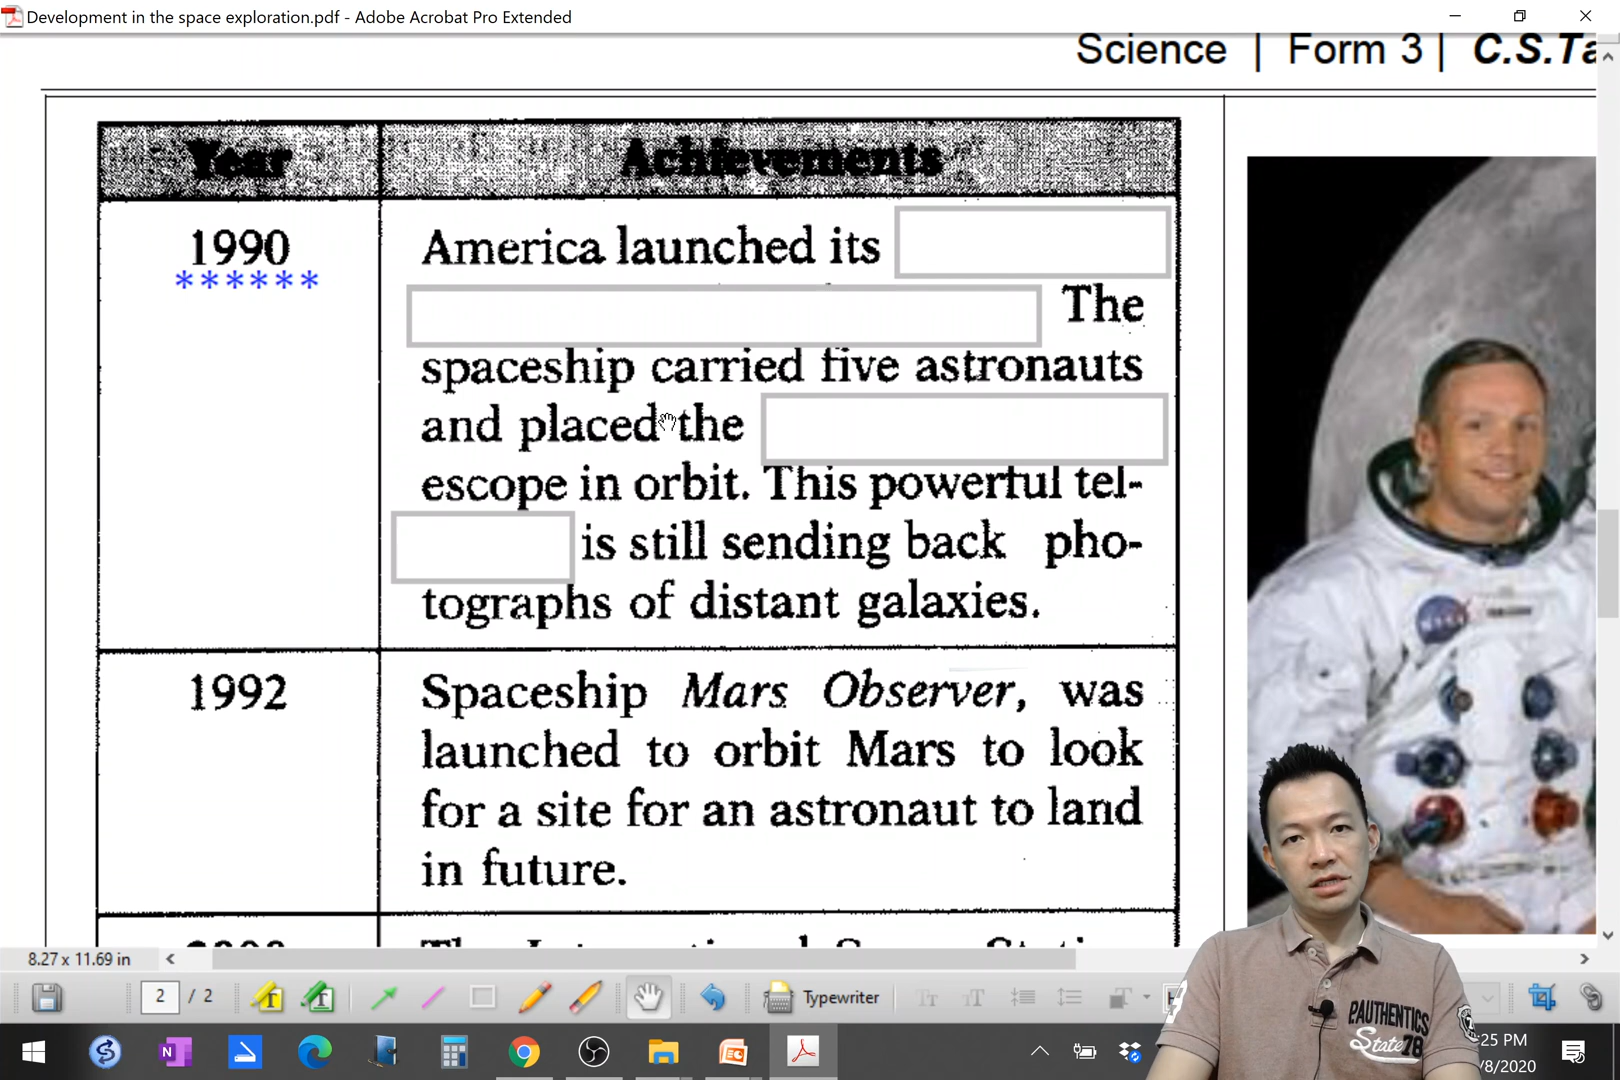 Development in the space exploration.pdf - Adobe Acrobat Pro Extended
Science | Form 3 | C.S.Ta
Year
Achievements
1990
******
America launched its
The
spaceship carried five astronauts
and placed the
escope in orbit. This powerful tel-
is still sending back pho-
tographs of distant galaxies.
1992
Spaceship Mars Observer, was
launched to orbit Mars to look
for a site for an astronaut to land
in future.
8.27 x 11.69 in
2 / 2
Typewriter
P.AUTHENTICS
State 78
25 PM
/8/2020